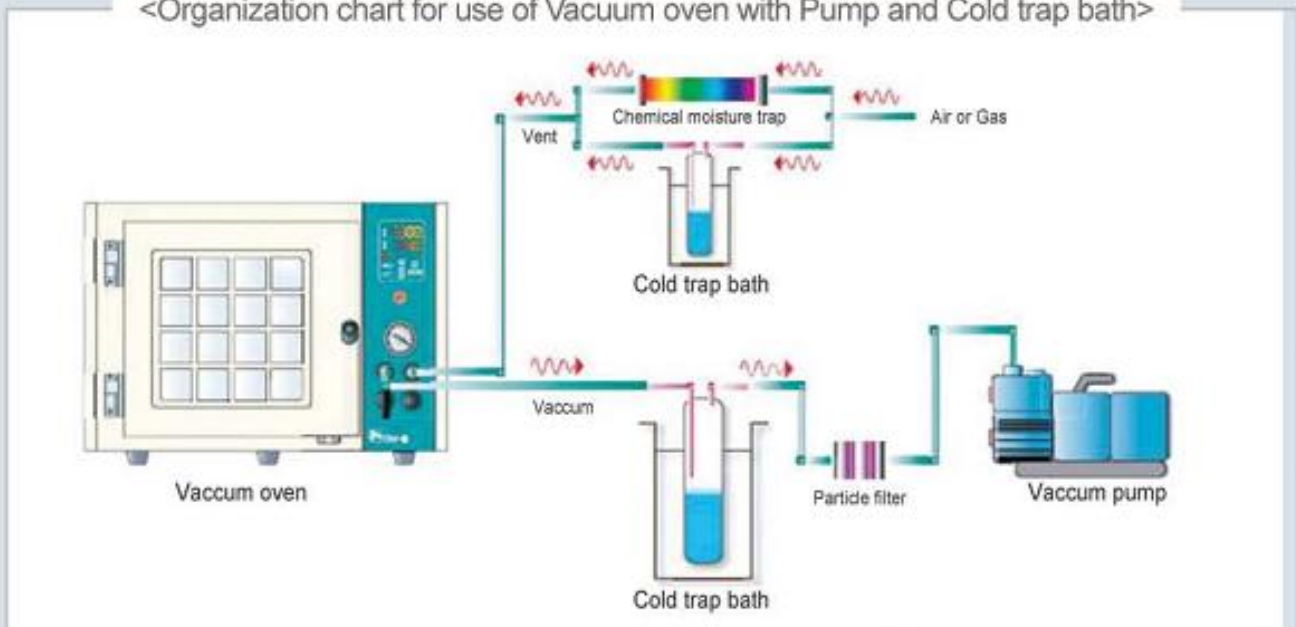 <Organization chart for use of Vacuum oven with Pump and Cold trap bath>
Chemical moisture trap
Air or Gas
Vent
Cold trap bath
Vaccum
Vaccum oven
Particle filter
Vaccum pump
Cold trap bath